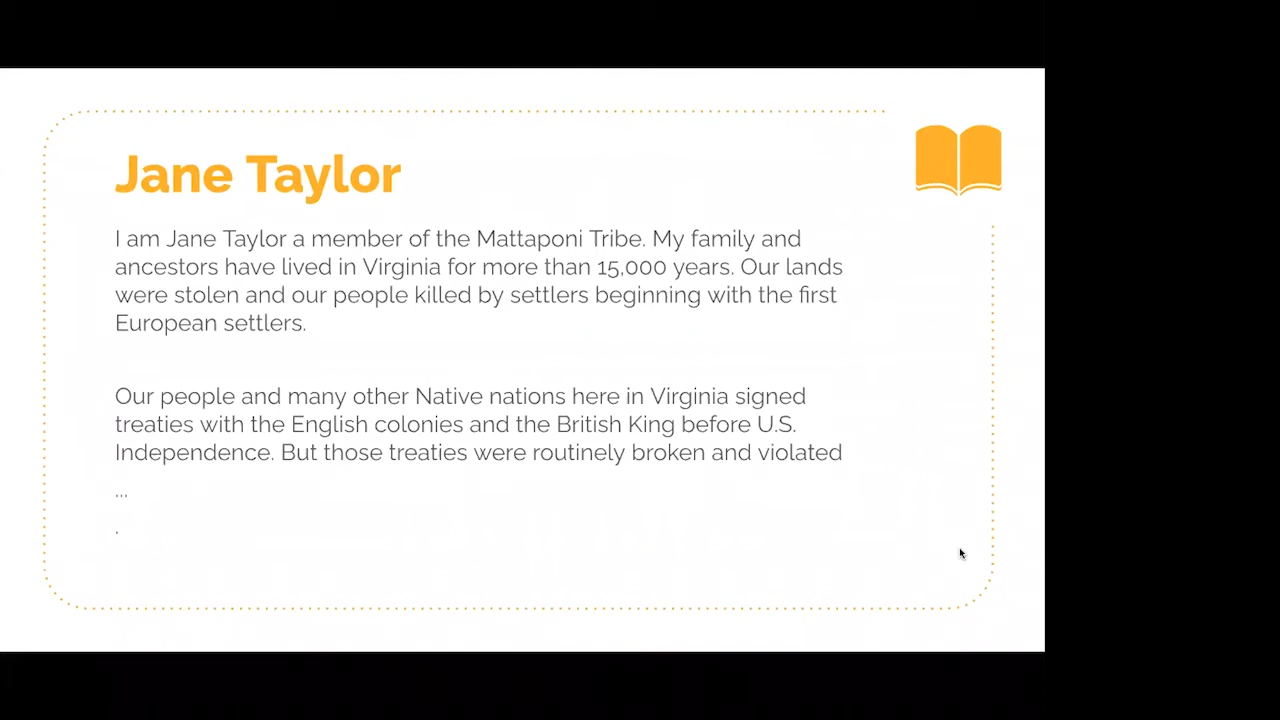 Jane Taylor
I am Jane Taylor a member of the Mattaponi Tribe. My family and
ancestors have lived in Virginia for more than 15,000 years. Our lands
were stolen and our people killed by settlers beginning with the first
European settlers.
Our people and many other Native nations here in Virginia signed
treaties with the English colonies and the British King before U.S.
Independence. But those treaties were routinely broken and violated
...
.